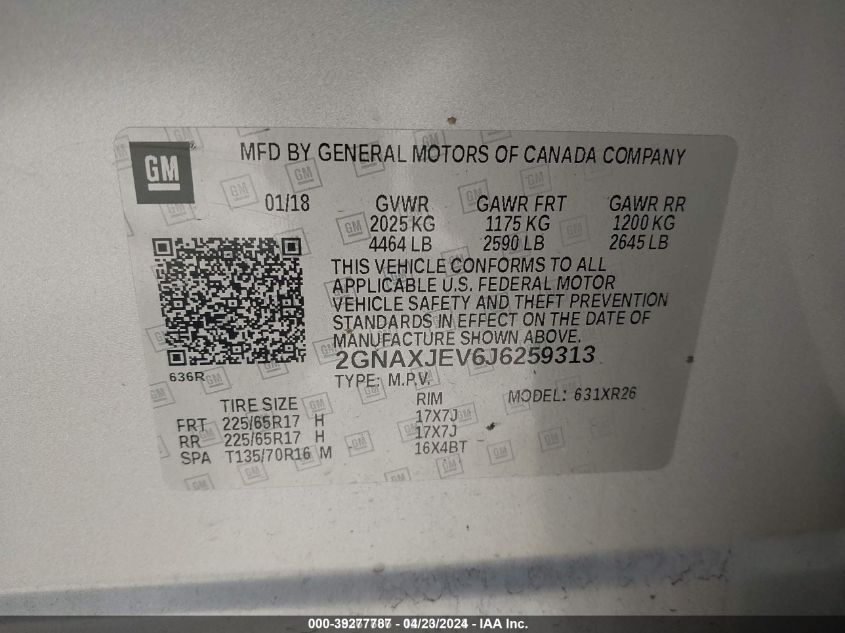 GM
MFD BY GENERAL MOTORS OF CANADA COMPANY
01/18 GVWR GAWR FRT GAWR RR
2025 KG 1175 KG 1200 KG
4464 LB 2590 LB 2645 LB
THIS VEHICLE CONFORMS TO ALL
APPLICABLE U.S. FEDERAL MOTOR
VEHICLE SAFETY AND THEFT PREVENTION
STANDARDS IN EFFECT ON THE DATE OF
MANUFACTURE SHOWN ABOVE.
2GNAXJEV6J6259313
636R
TYPE: M.P.V.
TIRE SIZE RIM MODEL: 631XR26
FRT 225/65R17 H 17X7J
RR 225/65R17 H 17X7J
SPA T135/70R16 M 16X4BT
000-39277787 - 04/23/2024 - IAA Inc.